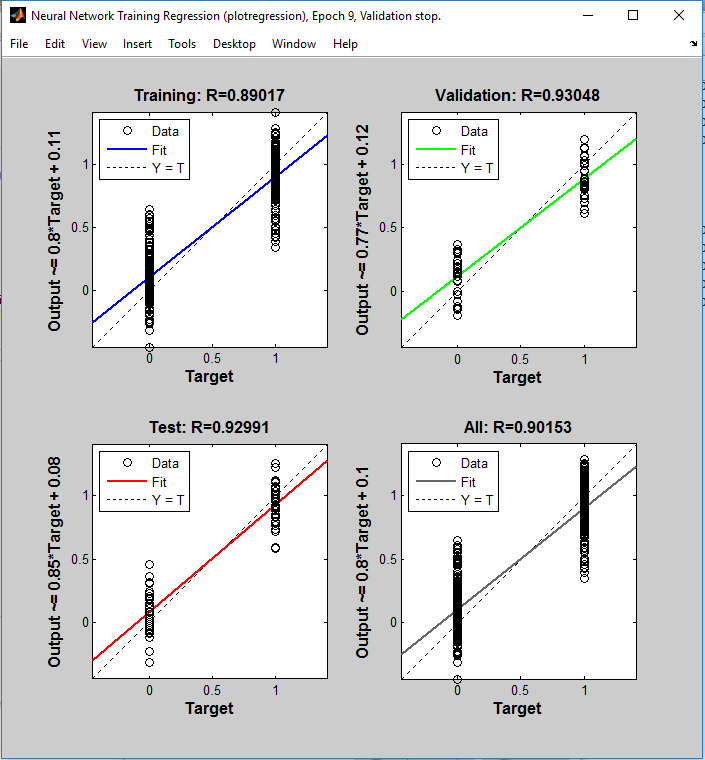 Neural Network Training Regression (plotregression), Epoch 9, Validation stop.
File Edit View Insert Tools Desktop Window Help
Training: R=0.89017
Output ~= 0.8*Target + 0.11
Data
Fit
Y = T
1
0.5
0
0 0.5 1
Target
Validation: R=0.93048
Output ~= 0.77*Target + 0.12
Data
Fit
Y = T
1
0.5
0
0 0.5 1
Target
Test: R=0.92991
Output ~= 0.85*Target + 0.08
Data
Fit
Y = T
1
0.5
0
0 0.5 1
Target
All: R=0.90153
Output ~= 0.8*Target + 0.1
Data
Fit
Y = T
1
0.5
0
0 0.5 1
Target